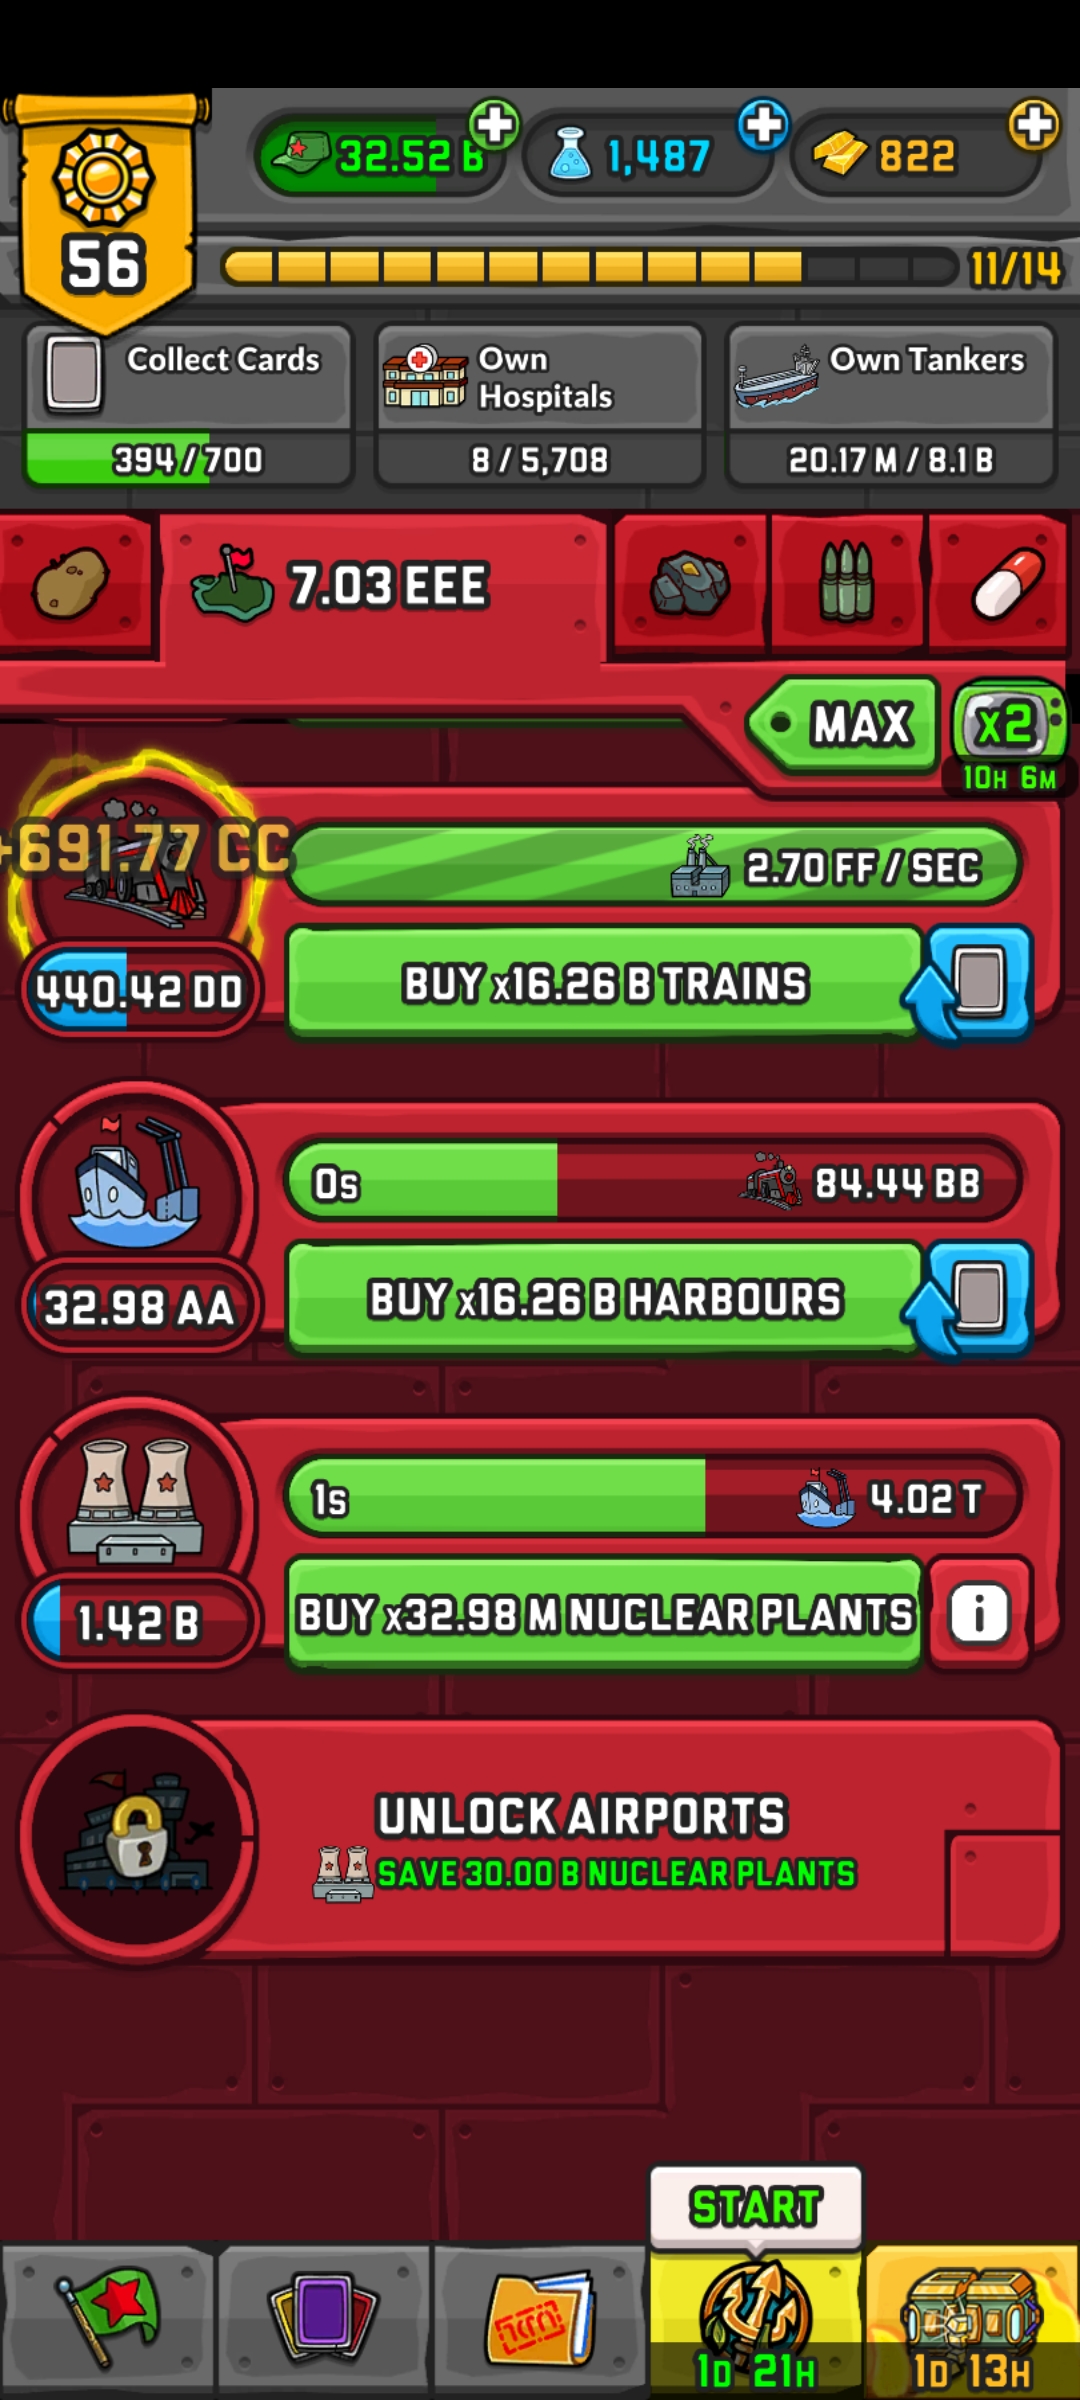 32.52 B
1,487
822
56
11/14
Collect Cards
394/700
Own
Hospitals
8/5,708
Own Tankers
20.17 M/8.1 B
7.03 EEE
MAX
x2
10H 6M
+691.77 CC
2.70 FF/SEC
440.42 DD
BUY x16.26 B TRAINS
0s
84.44 BB
32.98 AA
BUY x16.26 B HARBOURS
1s
4.02 T
1.42 B
BUY x32.98 M NUCLEAR PLANTS
i
UNLOCK AIRPORTS
SAVE 30.00 B NUCLEAR PLANTS
START
1D 21H
1D 13H